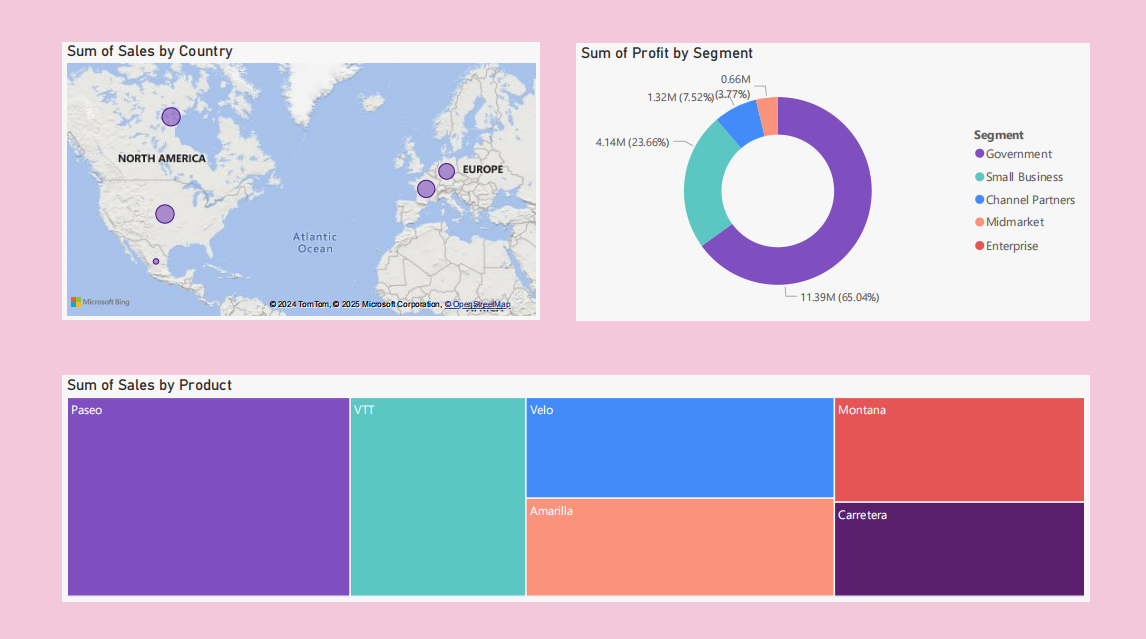 Sum of Sales by Country
NORTH AMERICA
EUROPE
Atlantic
Ocean
Microsoft Bing
© 2024 TomTom, © 2025 Microsoft Corporation, © OpenStreetMap
AFRICA
Sum of Profit by Segment
0.66M
(3.77%)
1.32M (7.52%)
4.14M (23.66%)
11.39M (65.04%)
Segment
Government
Small Business
Channel Partners
Midmarket
Enterprise
Sum of Sales by Product
Paseo
VTT
Velo
Montana
Amarilla
Carretera